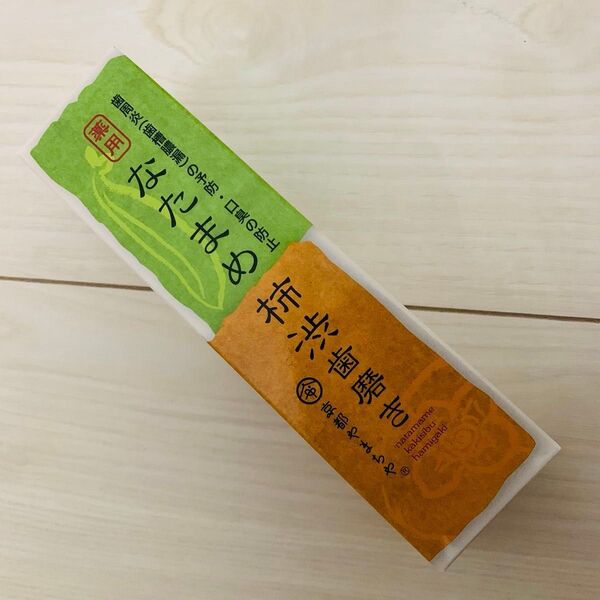 薬用
歯周炎(歯槽膿漏)の予防・口臭の防止
なたまめ
柿渋歯磨き
京都やまちや®
natamame
kakisibu
hamigaki